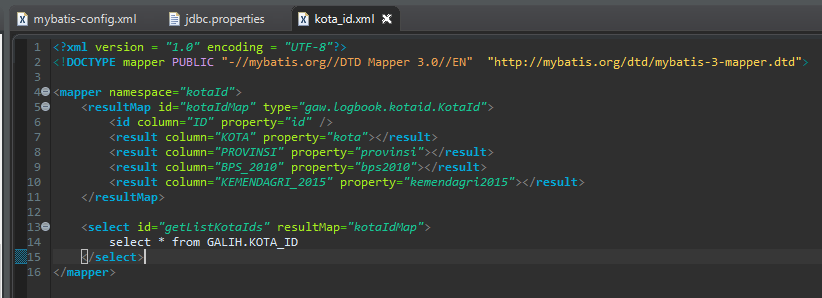 mybatis-config.xml jdbc.properties kota_id.xml
1 <?xml version = "1.0" encoding = "UTF-8"?>
2 <!DOCTYPE mapper PUBLIC "-//mybatis.org//DTD Mapper 3.0//EN" "http://mybatis.org/dtd/mybatis-3-mapper.dtd">
3
4 <mapper namespace="kotaId">
5 <resultMap id="kotaIdMap" type="gaw.logbook.kotaid.KotaId">
6 <id column="ID" property="id" />
7 <result column="KOTA" property="kota"></result>
8 <result column="PROVINSI" property="provinsi"></result>
9 <result column="BPS_2010" property="bps2010"></result>
10 <result column="KEMENDAGRI_2015" property="kemendagri2015"></result>
11 </resultMap>
12
13 <select id="getListKotaIds" resultMap="kotaIdMap">
14 select * from GALIH.KOTA_ID
15 </select>
16 </mapper>